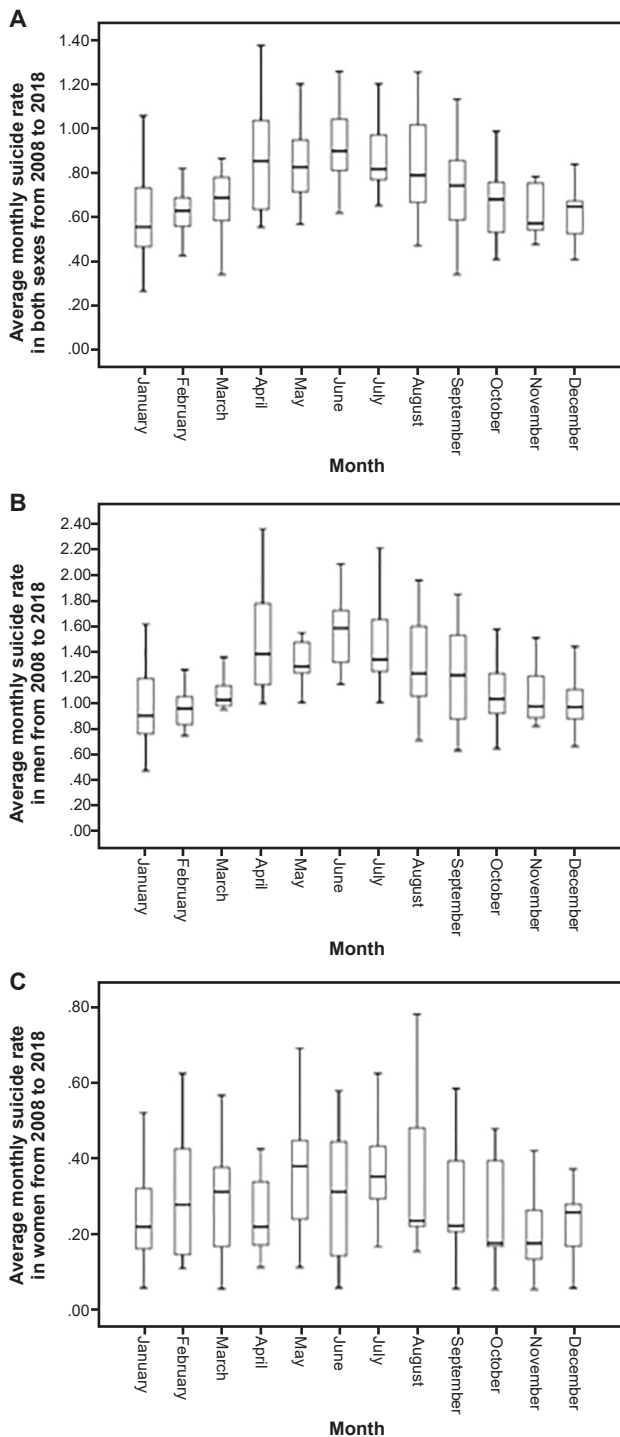 A
Average monthly suicide rate
in both sexes from 2008 to 2018
1.40
1.20
1.00
.80
.60
.40
.20
.00
January
February
March
April
May
June
July
August
September
October
November
December
Month
B
Average monthly suicide rate
in men from 2008 to 2018
2.40
2.20
2.00
1.80
1.60
1.40
1.20
1.00
.80
.60
.40
.20
.00
January
February
March
April
May
June
July
August
September
October
November
December
Month
C
Average monthly suicide rate
in women from 2008 to 2018
.80
.60
.40
.20
.00
January
February
March
April
May
June
July
August
September
October
November
December
Month